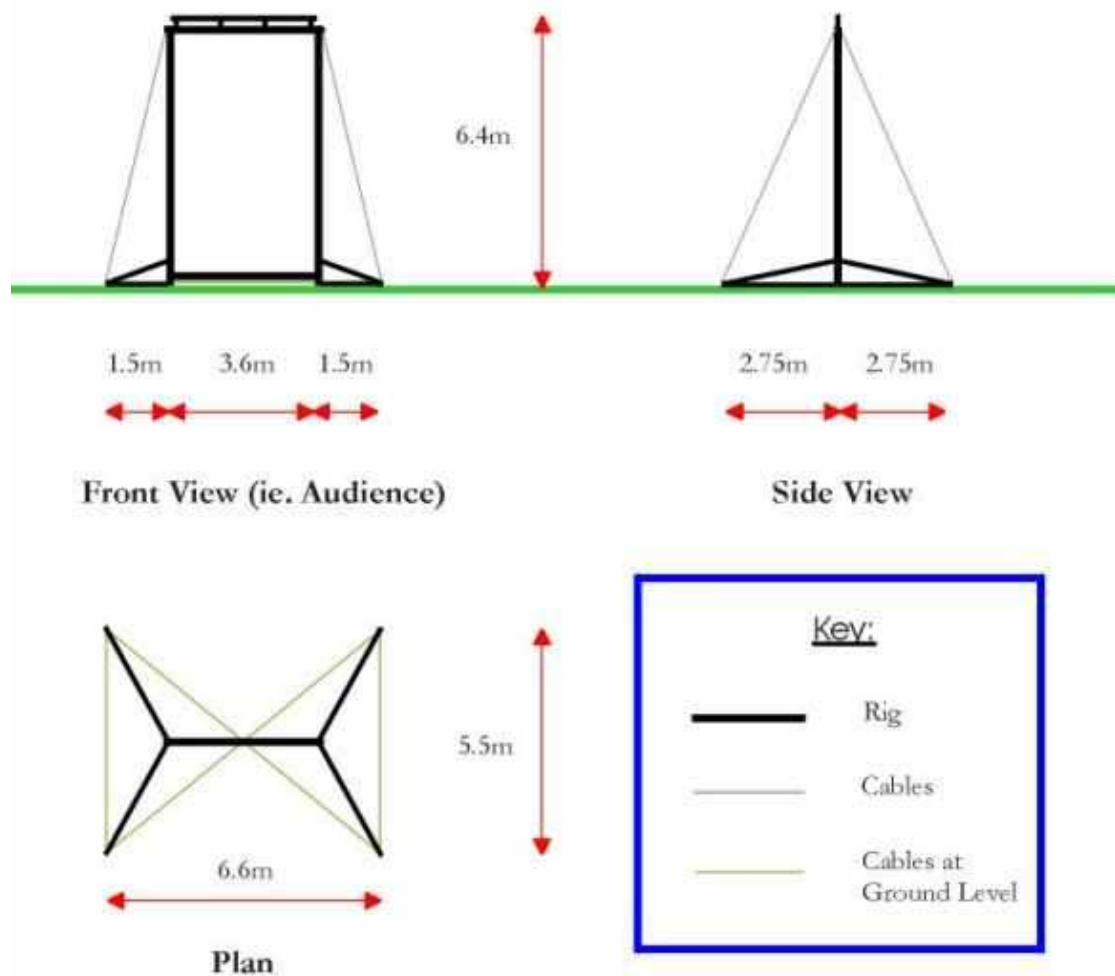 6.4m
1.5m 3.6m 1.5m
2.75m 2.75m
Front View (ie. Audience)
Side View
Key:
Rig
5.5m
Cables
Cables at
Ground Level
6.6m
Plan